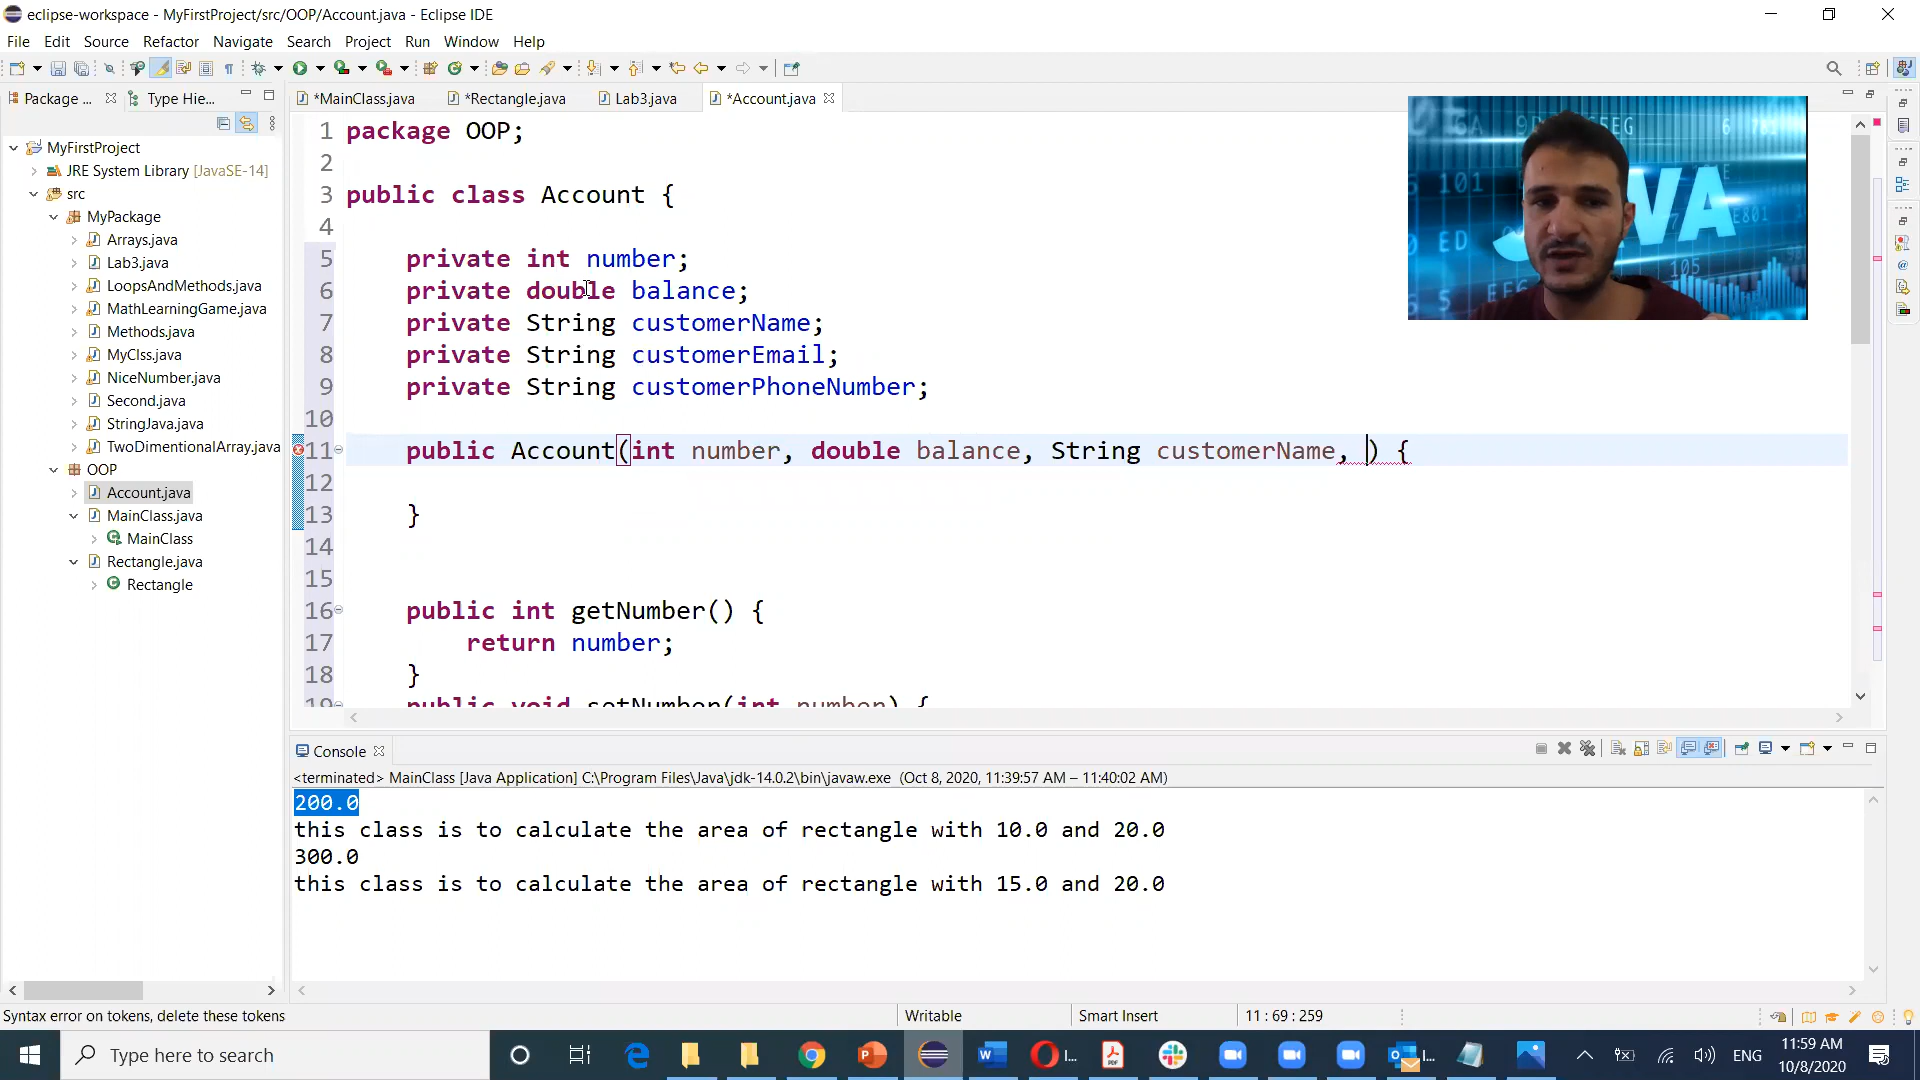 eclipse-workspace - MyFirstProject/src/OOP/Account.java - Eclipse IDE
File Edit Source Refactor Navigate Search Project Run Window Help
Package ... Type Hie...
*MainClass.java *Rectangle.java Lab3.java *Account.java
MyFirstProject
JRE System Library [JavaSE-14]
src
MyPackage
Arrays.java
Lab3.java
LoopsAndMethods.java
MathLearningGame.java
Methods.java
MyClss.java
NiceNumber.java
Second.java
StringJava.java
TwoDimentionalArray.java
OOP
Account.java
MainClass.java
MainClass
Rectangle.java
Rectangle
1 package OOP;
2
3 public class Account {
4
5 private int number;
6 private double balance;
7 private String customerName;
8 private String customerEmail;
9 private String customerPhoneNumber;
10
11 public Account(int number, double balance, String customerName, ) {
12
13 }
14
15
16 public int getNumber() {
17 return number;
18 }
19 public void setNumber(int number) {
JAVA
Console
<terminated> MainClass [Java Application] C:\Program Files\Java\jdk-14.0.2\bin\javaw.exe (Oct 8, 2020, 11:39:57 AM – 11:40:02 AM)
200.0
this class is to calculate the area of rectangle with 10.0 and 20.0
300.0
this class is to calculate the area of rectangle with 15.0 and 20.0
Syntax error on tokens, delete these tokens
Writable
Smart Insert
11 : 69 : 259
Type here to search
I...
I...
ENG
11:59 AM
10/8/2020